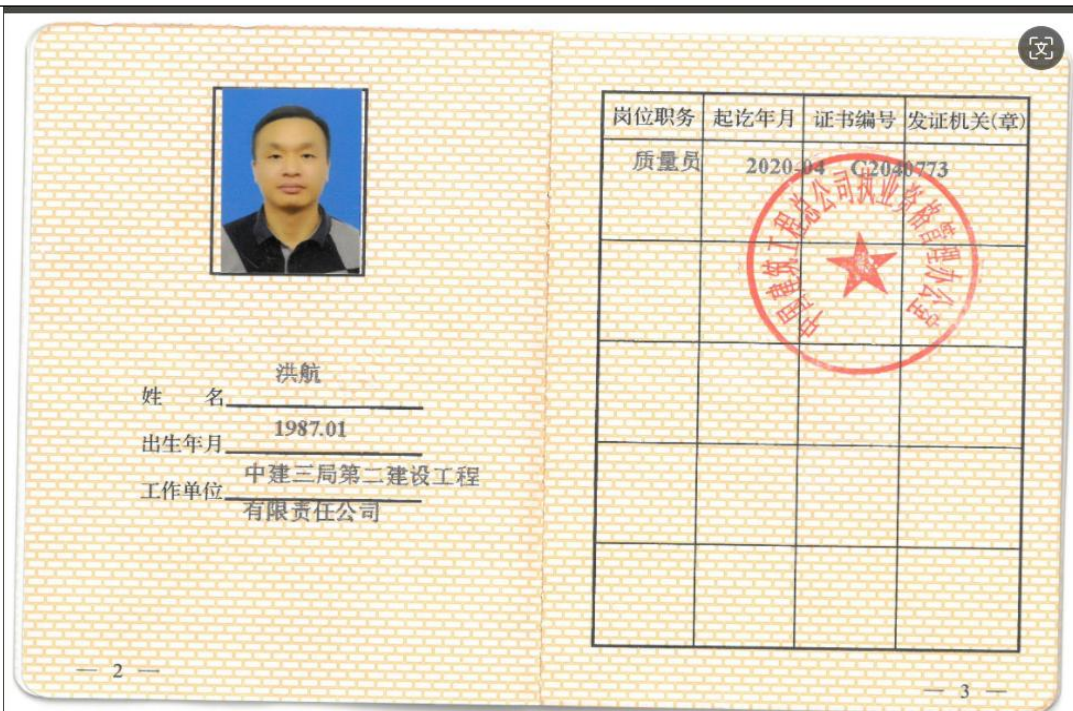 洪航
姓 名
1987.01
出生年月
中建三局第二建设工程
工作单位
有限责任公司
— 2 —
岗位职务 起讫年月 证书编号 发证机关(章)
质量员 2020-04 C2040773
中国建筑工程总公司执业资格管理办公室
— 3 —
文